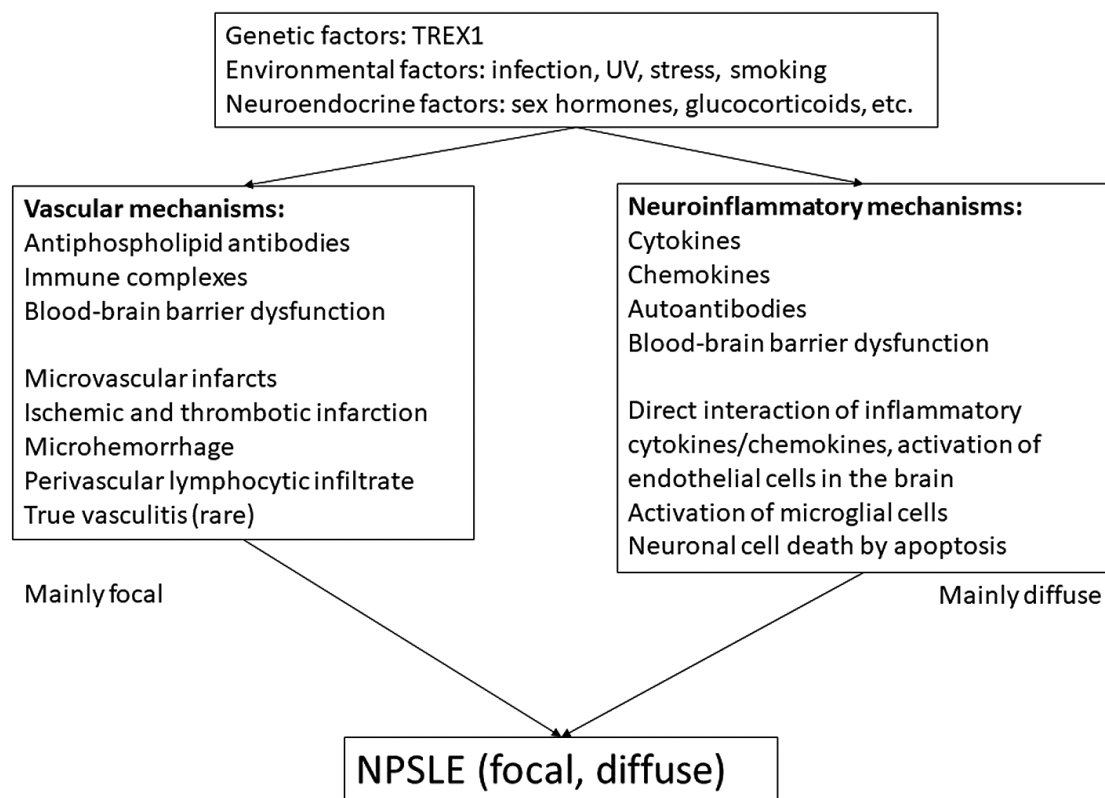 Genetic factors: TREX1
Environmental factors: infection, UV, stress, smoking
Neuroendocrine factors: sex hormones, glucocorticoids, etc.
Vascular mechanisms:
Antiphospholipid antibodies
Immune complexes
Blood-brain barrier dysfunction
Microvascular infarcts
Ischemic and thrombotic infarction
Microhemorrhage
Perivascular lymphocytic infiltrate
True vasculitis (rare)
Neuroinflammatory mechanisms:
Cytokines
Chemokines
Autoantibodies
Blood-brain barrier dysfunction
Direct interaction of inflammatory
cytokines/chemokines, activation of
endothelial cells in the brain
Activation of microglial cells
Neuronal cell death by apoptosis
Mainly focal
Mainly diffuse
NPSLE (focal, diffuse)